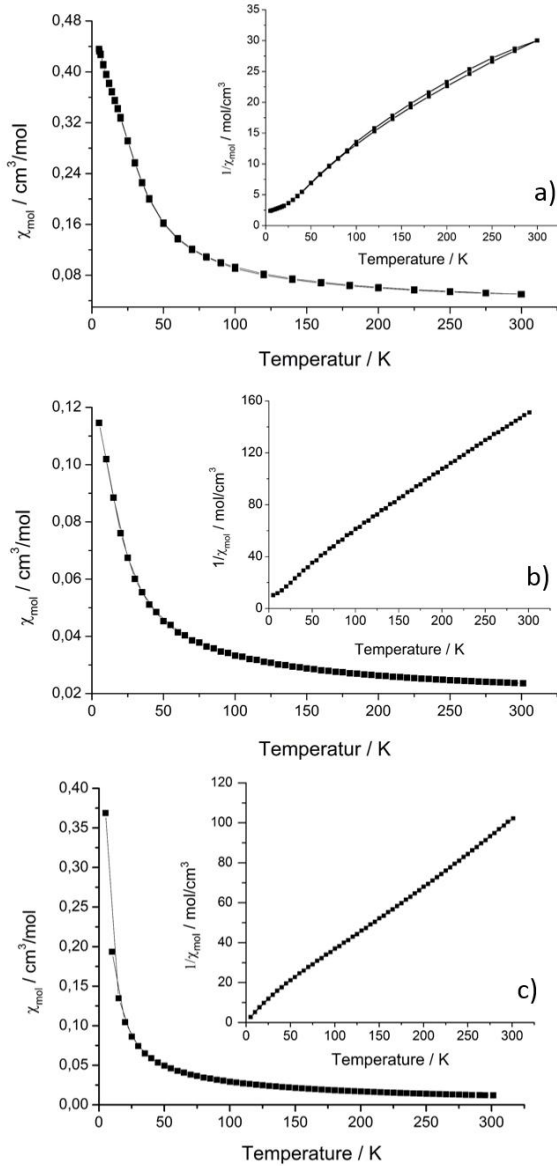 0,48
0,40
0,32
0,24
0,16
0,08
χmol / cm3/mol
0 50 100 150 200 250 300
Temperatur / K
35
30
25
20
15
10
5
0
1/χmol / mol/cm3
0 50 100 150 200 250 300
Temperature / K
a)
0,12
0,10
0,08
0,06
0,04
0,02
χmol / cm3/mol
0 50 100 150 200 250 300
Temperatur / K
160
120
80
40
0
1/χmol / mol/cm3
0 50 100 150 200 250 300
Temperature / K
b)
0,40
0,35
0,30
0,25
0,20
0,15
0,10
0,05
0,00
χmol / cm3/mol
0 50 100 150 200 250 300
Temperature / K
120
100
80
60
40
20
0
1/χmol / mol/cm3
0 50 100 150 200 250 300
Temperature / K
c)